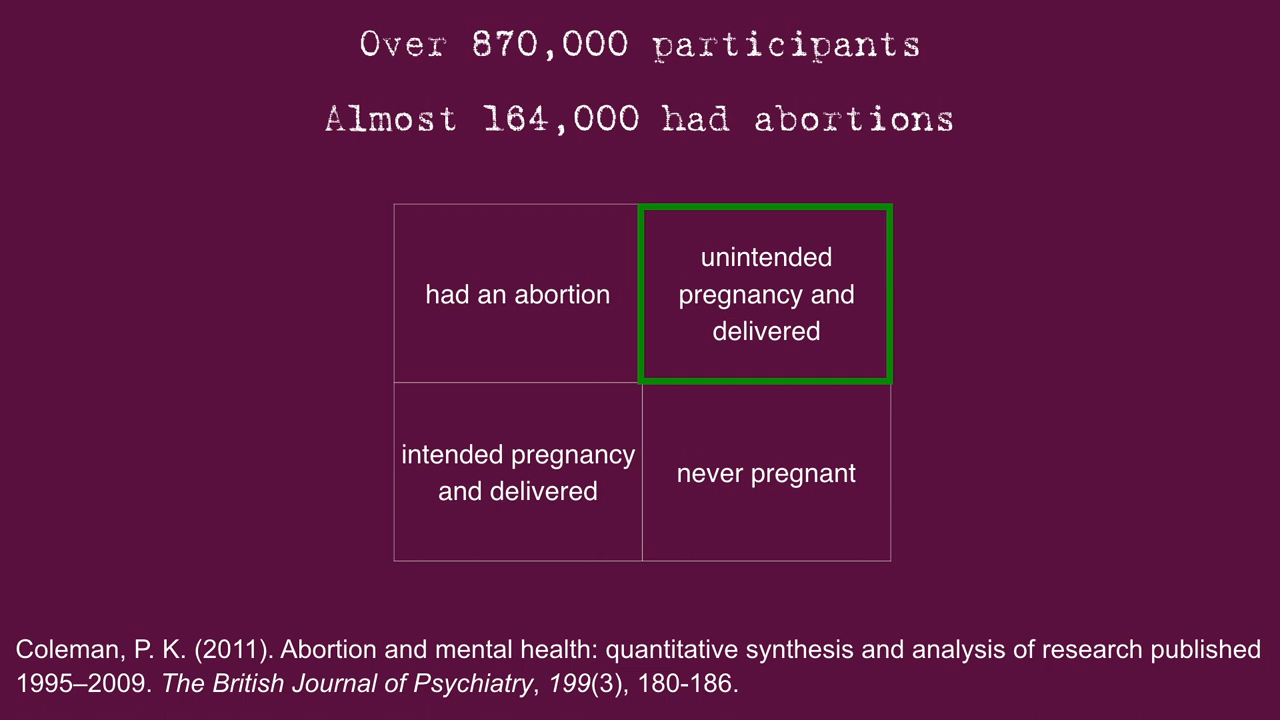 Over 870,000 participants
Almost 164,000 had abortions
had an abortion
unintended
pregnancy and
delivered
intended pregnancy
and delivered
never pregnant
Coleman, P. K. (2011). Abortion and mental health: quantitative synthesis and analysis of research published
1995–2009. The British Journal of Psychiatry, 199(3), 180-186.